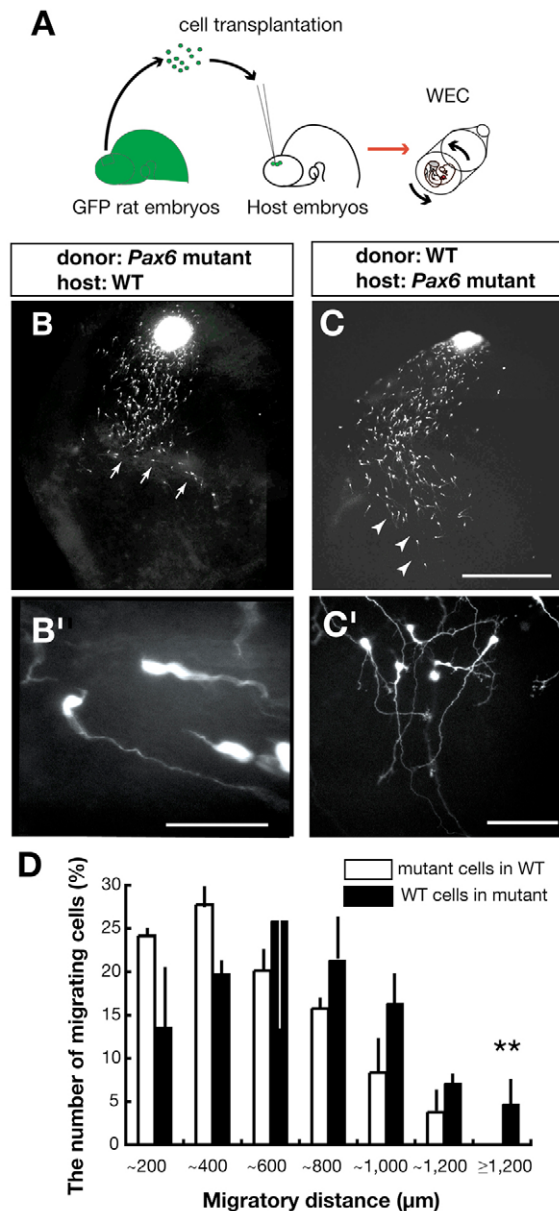 A
cell transplantation
WEC
GFP rat embryos
Host embryos
donor: Pax6 mutant
host: WT
donor: WT
host: Pax6 mutant
B
C
B'
C'
D
The number of migrating cells (%)
mutant cells in WT
WT cells in mutant
30
25
20
15
10
5
0
**
~200 ~400 ~600 ~800 ~1,000 ~1,200 ≥1,200
Migratory distance (μm)